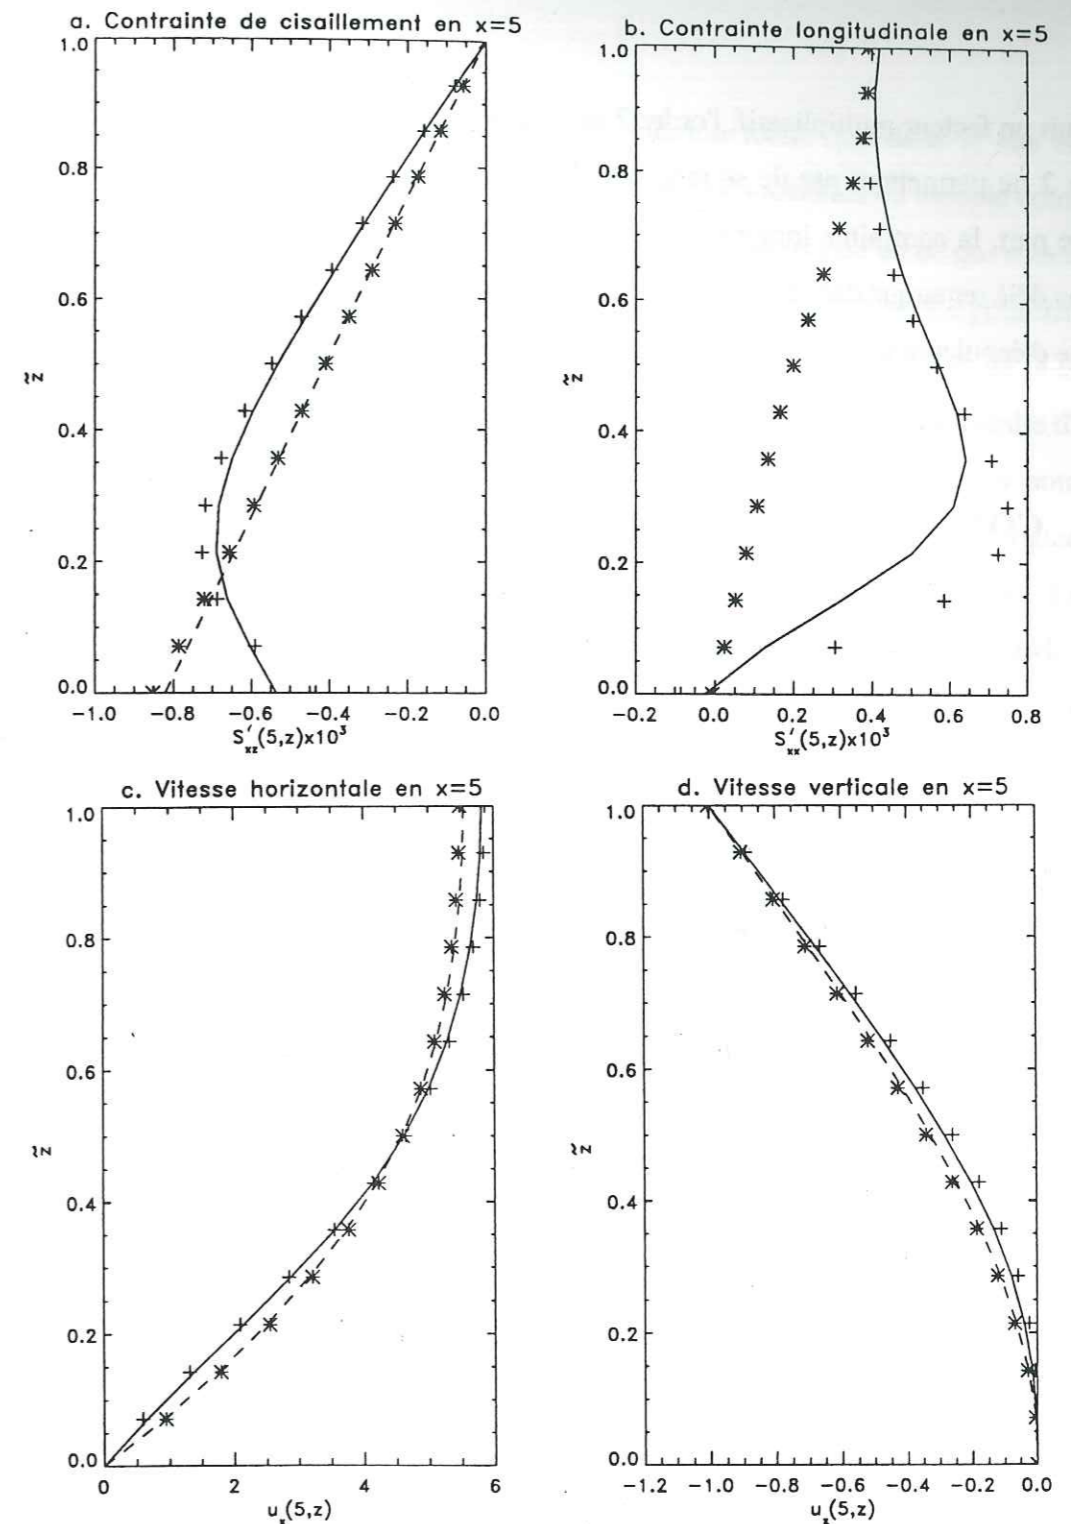 a. Contrainte de cisaillement en x=5
1.0
0.8
0.6
z̃
0.4
0.2
0.0
-1.0 -0.8 -0.6 -0.4 -0.2 0.0
S'xz(5,z)x10³
b. Contrainte longitudinale en x=5
1.0
0.8
0.6
z̃
0.4
0.2
0.0
-0.2 0.0 0.2 0.4 0.6 0.8
S'xx(5,z)x10³
c. Vitesse horizontale en x=5
1.0
0.8
0.6
z̃
0.4
0.2
0.0
0 2 4 6
ux(5,z)
d. Vitesse verticale en x=5
1.0
0.8
0.6
z̃
0.4
0.2
0.0
-1.2 -1.0 -0.8 -0.6 -0.4 -0.2 0.0
uz(5,z)